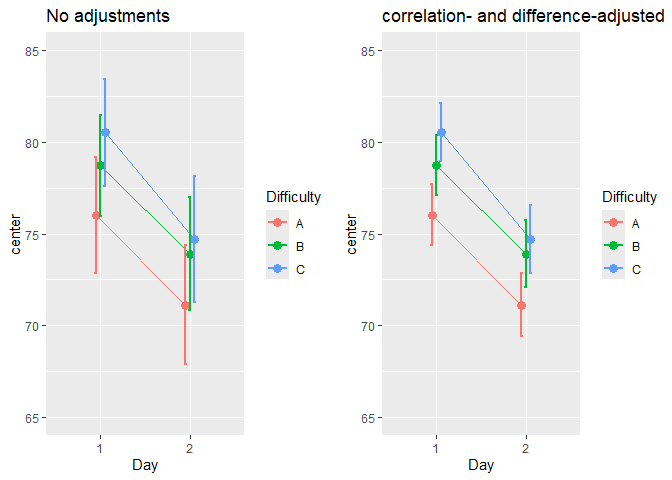 No adjustments
85
80
75
70
65
center
1
2
Day
Difficulty
A
B
C
correlation- and difference-adjusted
85
80
75
70
65
center
1
2
Day
Difficulty
A
B
C